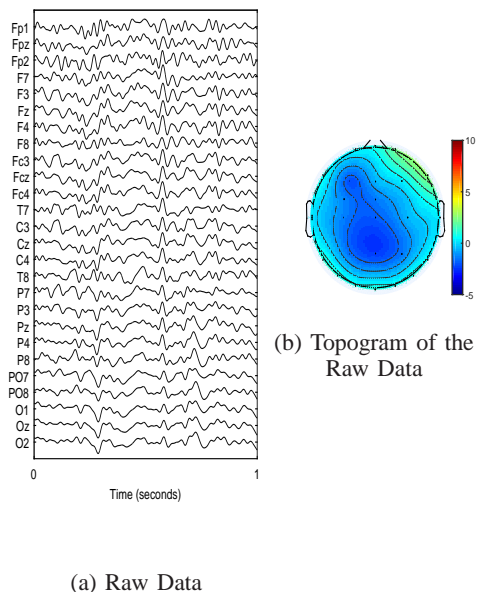 Fp1
Fpz
Fp2
F7
F3
Fz
F4
F8
Fc3
Fcz
Fc4
T7
C3
Cz
C4
T8
P7
P3
Pz
P4
P8
PO7
PO8
O1
Oz
O2
0
1
Time (seconds)
(a) Raw Data
10
5
0
-5
(b) Topogram of the
Raw Data